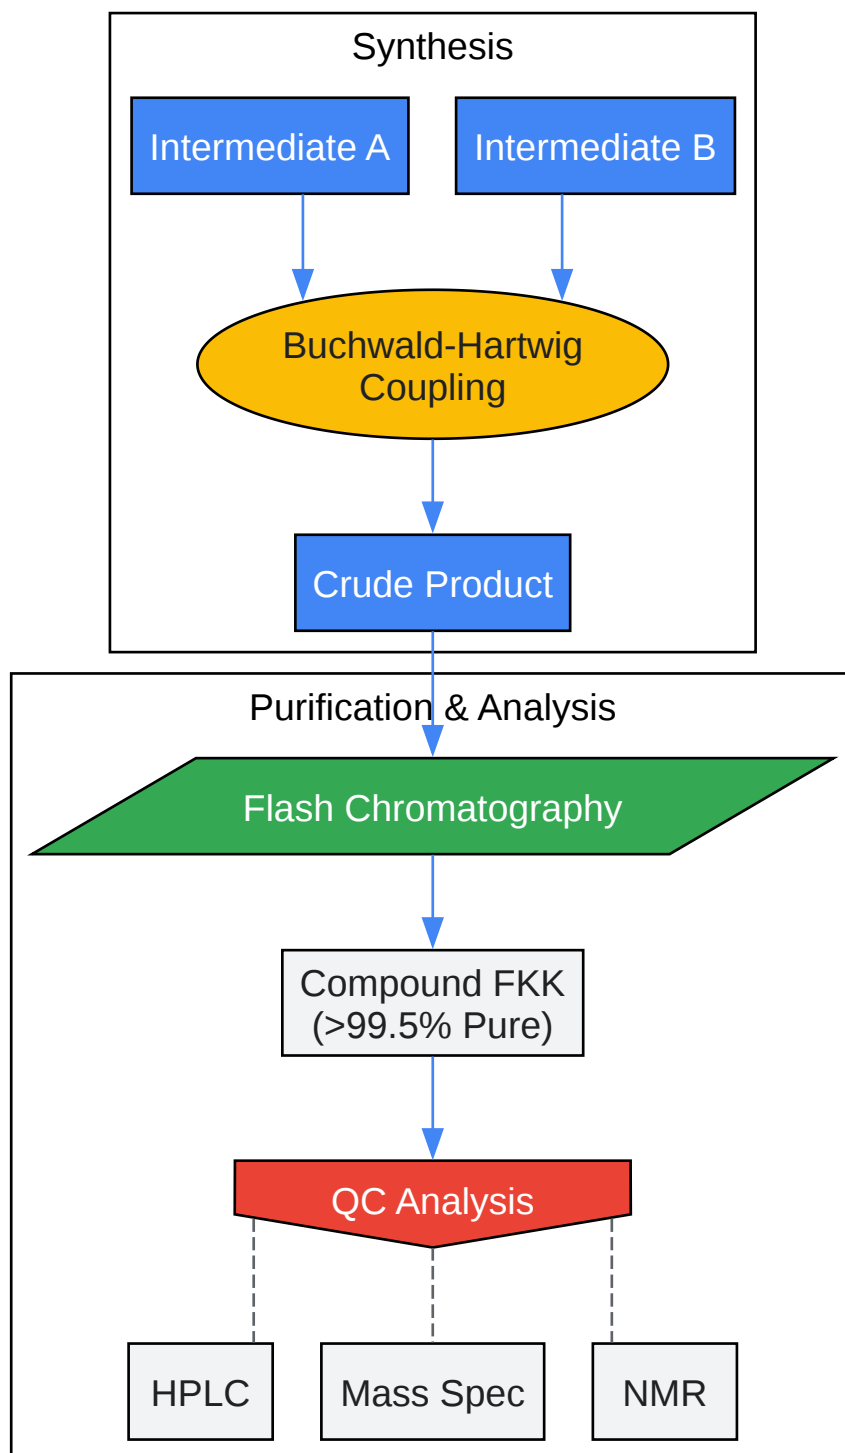 Synthesis
Intermediate A
Intermediate B
Buchwald-Hartwig
Coupling
Crude Product
Purification & Analysis
Flash Chromatography
Compound FKK
(>99.5% Pure)
QC Analysis
HPLC
Mass Spec
NMR